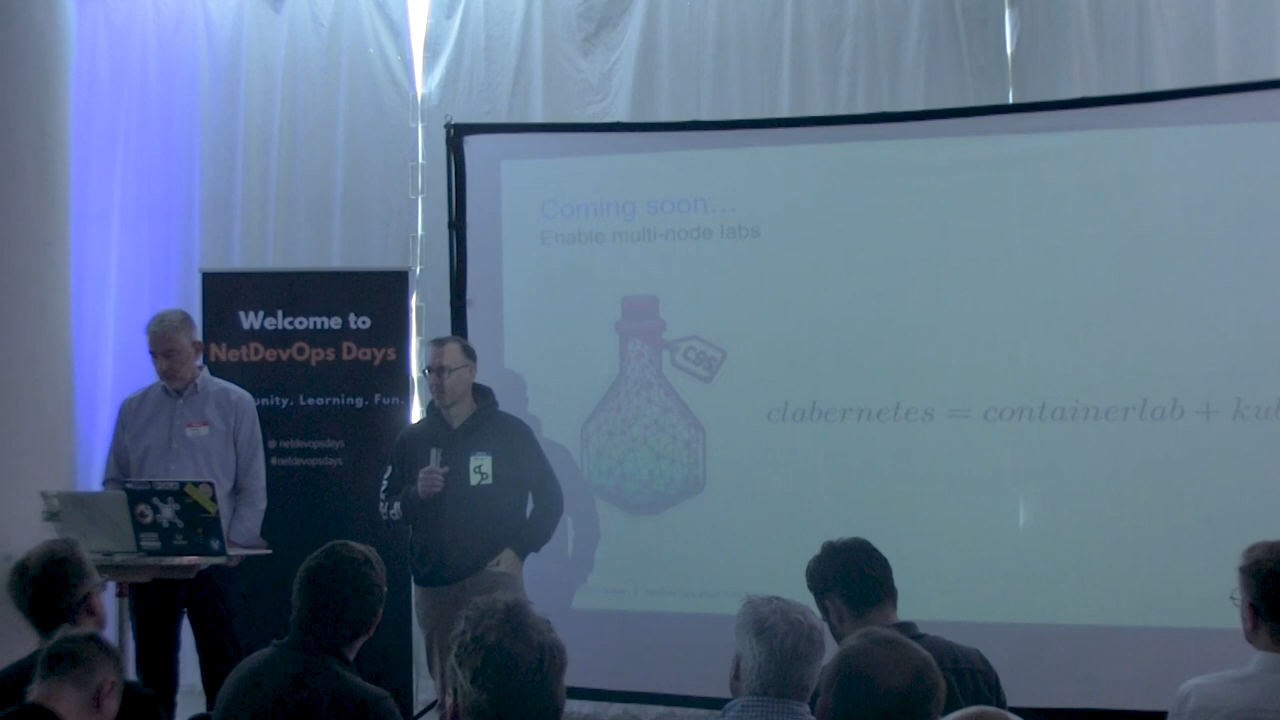 Coming soon...
Enable multi-node labs
C9S
clabernetes = containerlab + ku
Welcome to
NetDevOps Days
unity. Learning. Fun.
@ netdevopsdays
#netdevopsdays